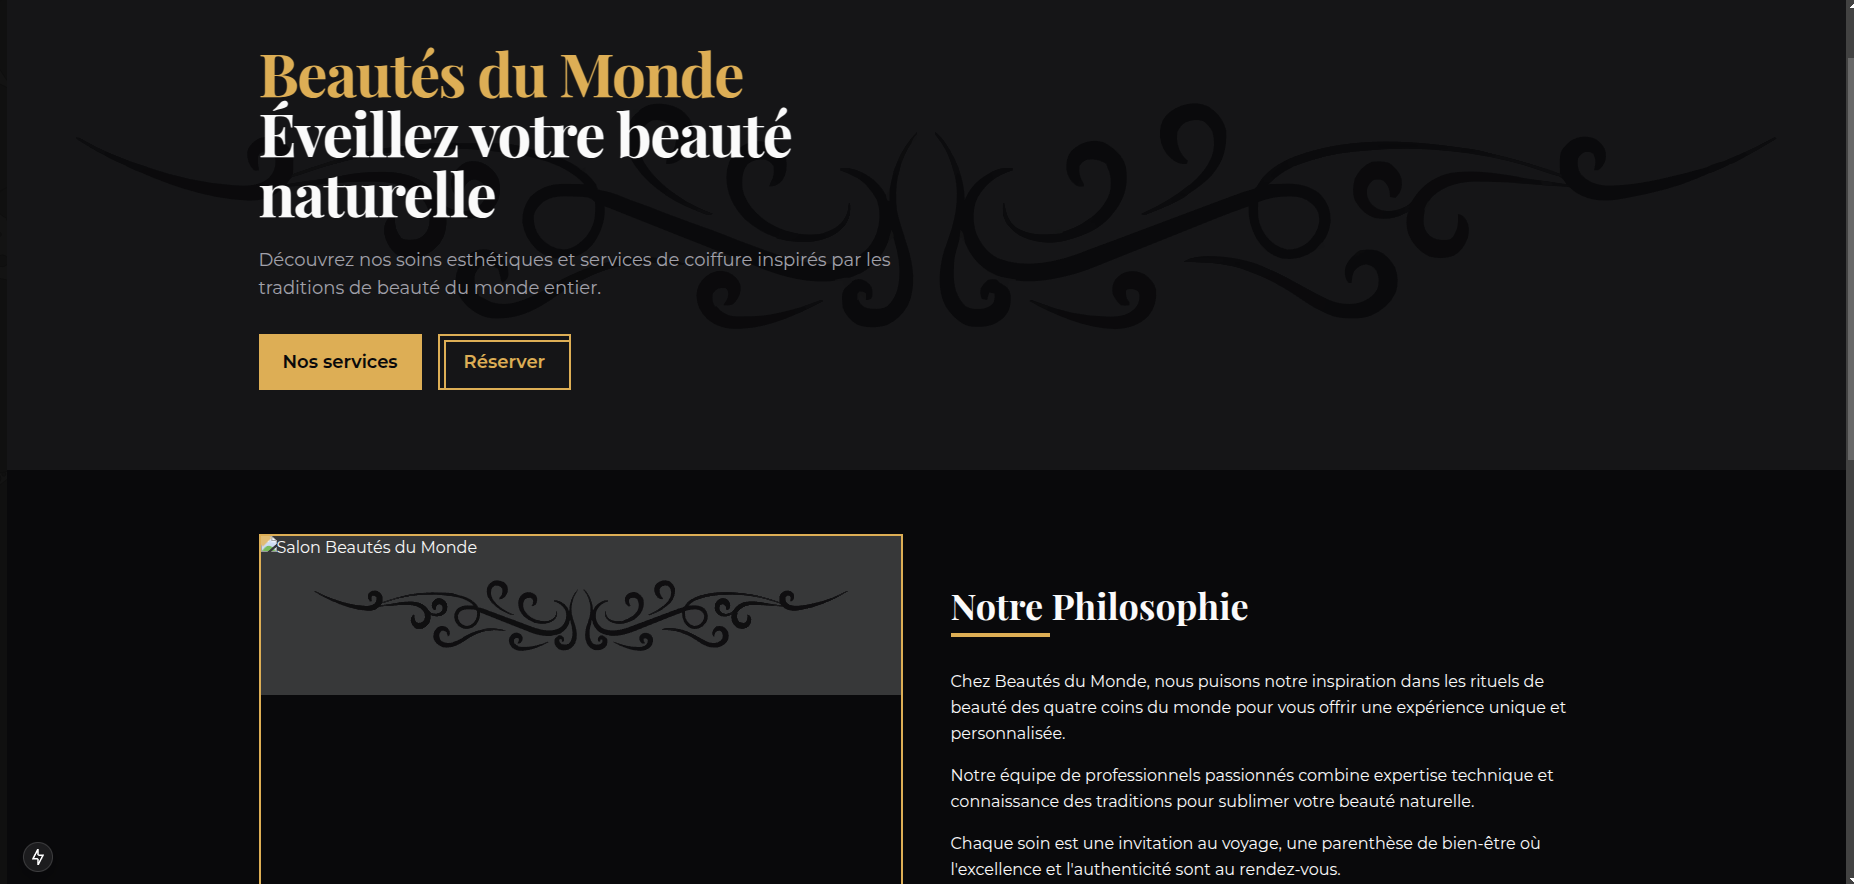 Beautés du Monde
Éveillez votre beauté
naturelle
Découvrez nos soins esthétiques et services de coiffure inspirés par les
traditions de beauté du monde entier.
Nos services
Réserver
Salon Beautés du Monde
Notre Philosophie
Chez Beautés du Monde, nous puisons notre inspiration dans les rituels de
beauté des quatre coins du monde pour vous offrir une expérience unique et
personnalisée.
Notre équipe de professionnels passionnés combine expertise technique et
connaissance des traditions pour sublimer votre beauté naturelle.
Chaque soin est une invitation au voyage, une parenthèse de bien-être où
l'excellence et l'authenticité sont au rendez-vous.